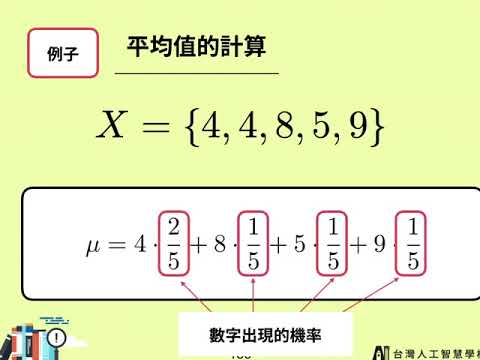 例子
平均值的計算
X = {4, 4, 8, 5, 9}
μ = 4 · 2/5 + 8 · 1/5 + 5 · 1/5 + 9 · 1/5
數字出現的機率
台灣人工智慧學校